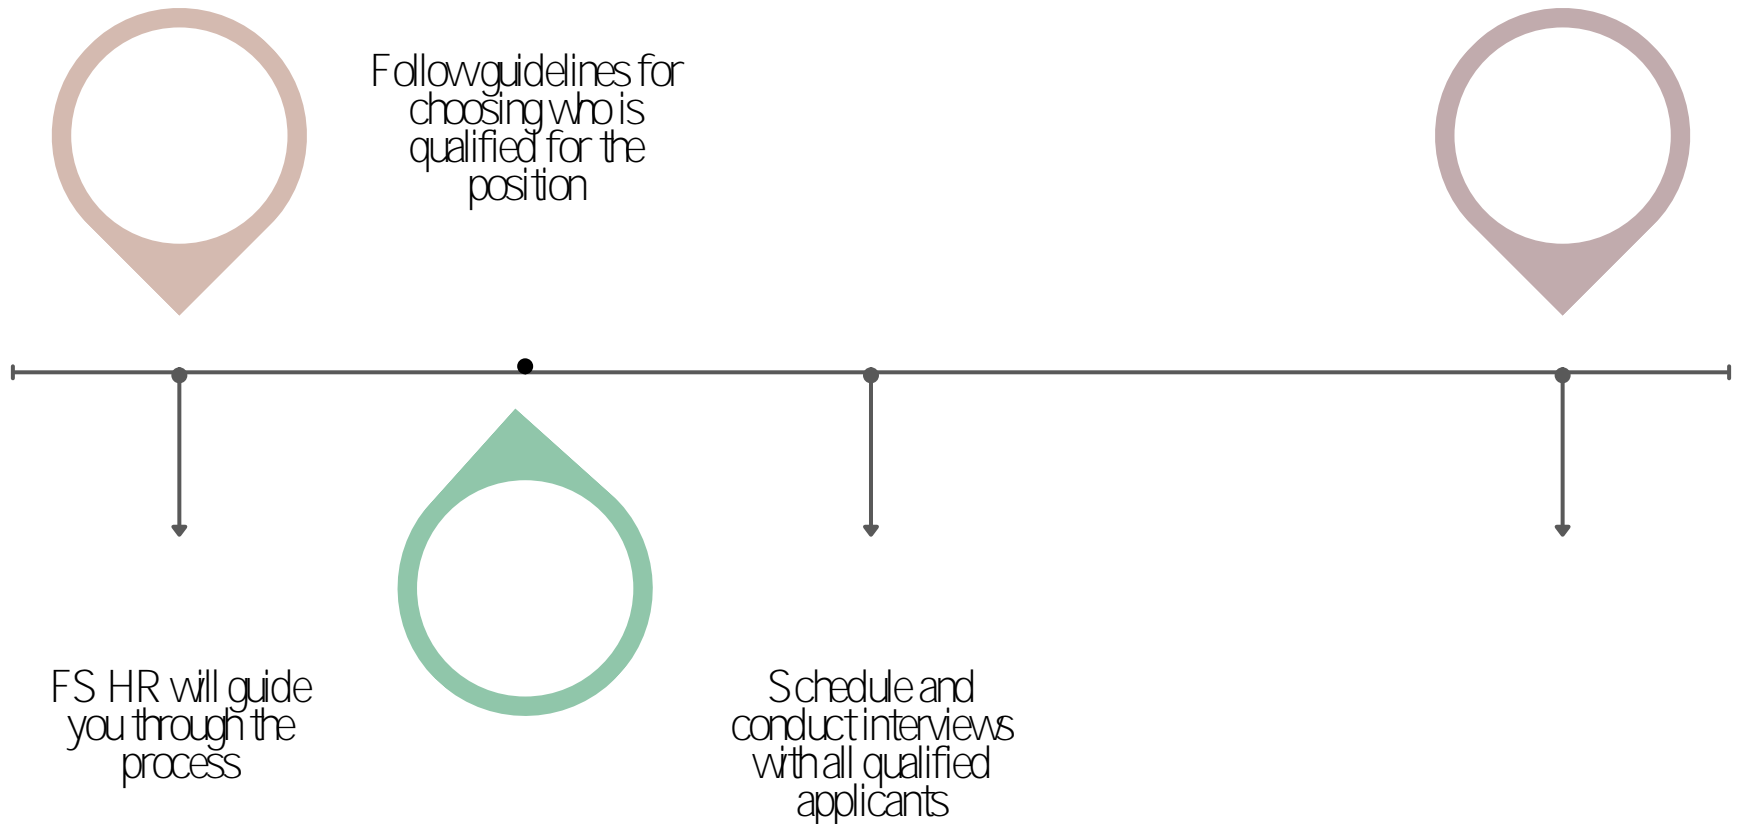 Follow guidelines for
choosing who is
qualified for the
position
FS HR will guide
you through the
process
Schedule and
conduct interviews
with all qualified
applicants